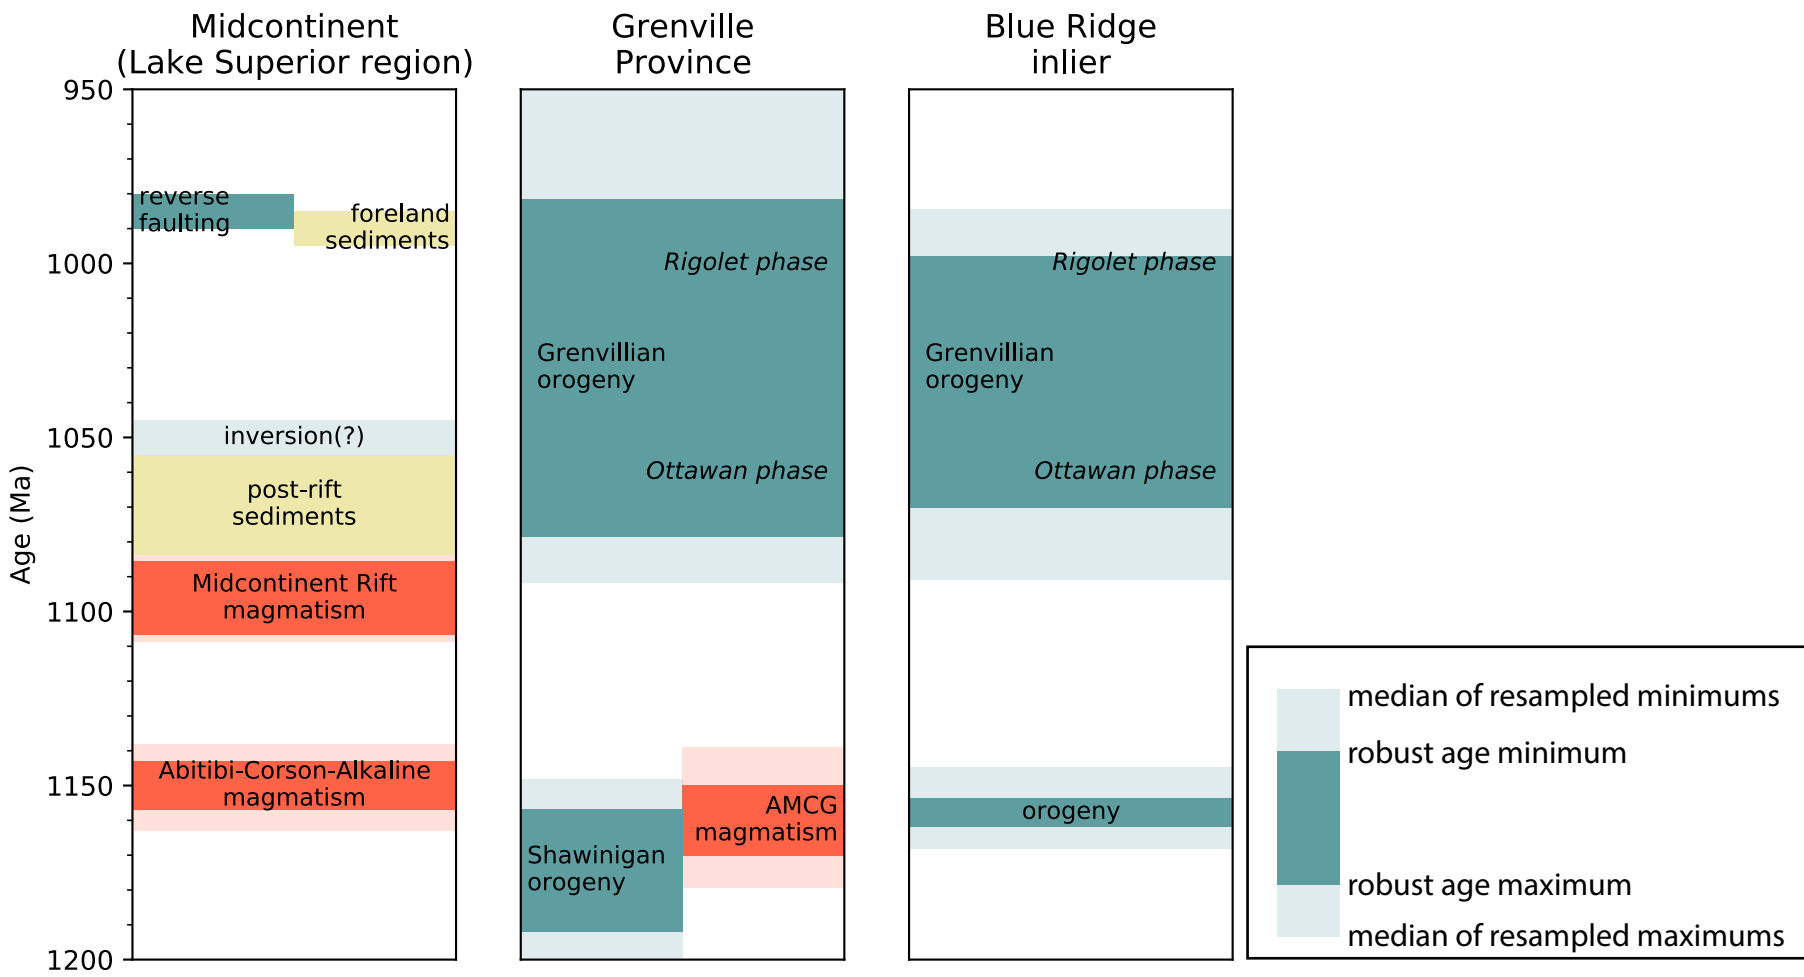 Midcontinent
(Lake Superior region)
Grenville
Province
Blue Ridge
inlier
Age (Ma)
950
1000
1050
1100
1150
1200
reverse
faulting
foreland
sediments
inversion(?)
post-rift
sediments
Midcontinent Rift
magmatism
Abitibi-Corson-Alkaline
magmatism
Rigolet phase
Grenvillian
orogeny
Ottawan phase
AMCG
magmatism
Shawinigan
orogeny
Rigolet phase
Grenvillian
orogeny
Ottawan phase
orogeny
median of resampled minimums
robust age minimum
robust age maximum
median of resampled maximums